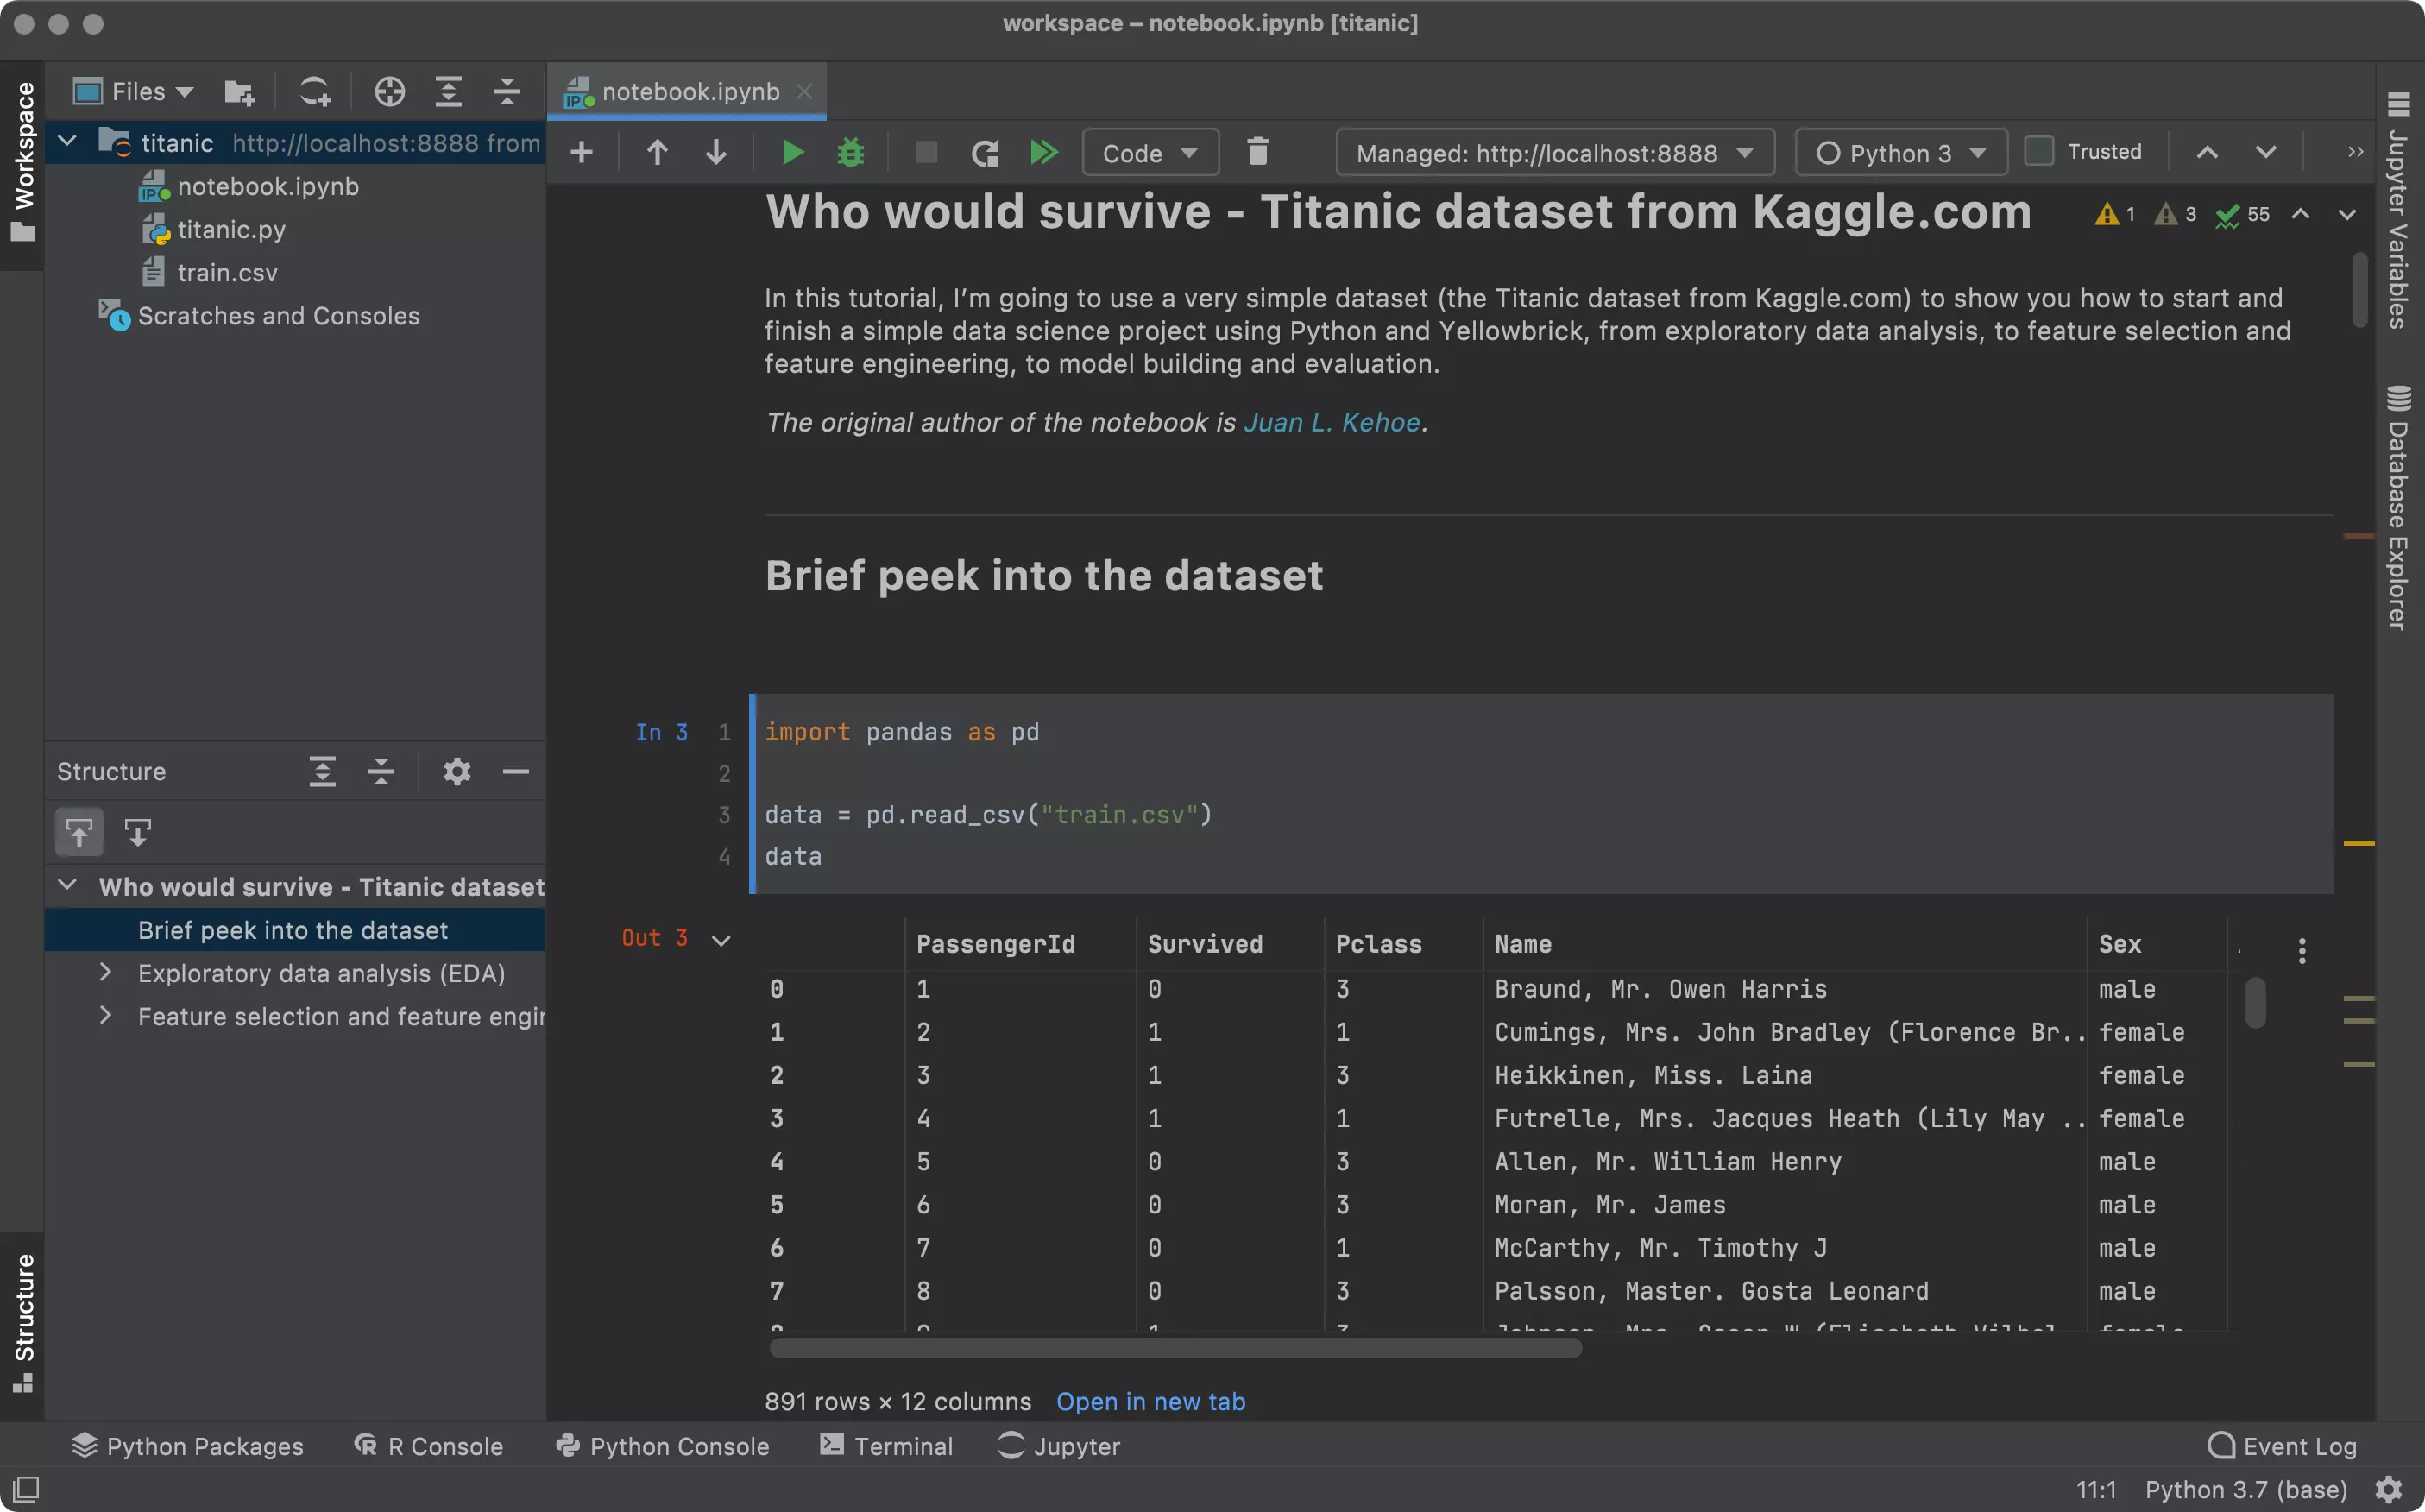 workspace – notebook.ipynb [titanic]
Workspace
Files
notebook.ipynb
titanic http://localhost:8888 from
notebook.ipynb
titanic.py
train.csv
Scratches and Consoles
Code
Managed: http://localhost:8888
Python 3
Trusted
Jupyter Variables
Database Explorer
Who would survive - Titanic dataset from Kaggle.com
1 3 55
In this tutorial, I’m going to use a very simple dataset (the Titanic dataset from Kaggle.com) to show you how to start and
finish a simple data science project using Python and Yellowbrick, from exploratory data analysis, to feature selection and
feature engineering, to model building and evaluation.
The original author of the notebook is Juan L. Kehoe.
Brief peek into the dataset
In 3
1 import pandas as pd
2
3 data = pd.read_csv("train.csv")
4 data
Structure
Who would survive - Titanic dataset
Brief peek into the dataset
Exploratory data analysis (EDA)
Feature selection and feature engin
Structure
Out 3
PassengerId Survived Pclass Name Sex
0 1 0 3 Braund, Mr. Owen Harris male
1 2 1 1 Cumings, Mrs. John Bradley (Florence Br.. female
2 3 1 3 Heikkinen, Miss. Laina female
3 4 1 1 Futrelle, Mrs. Jacques Heath (Lily May .. female
4 5 0 3 Allen, Mr. William Henry male
5 6 0 3 Moran, Mr. James male
6 7 0 1 McCarthy, Mr. Timothy J male
7 8 0 3 Palsson, Master. Gosta Leonard male
891 rows × 12 columns Open in new tab
Python Packages
R Console
Python Console
Terminal
Jupyter
Event Log
11:1 Python 3.7 (base)